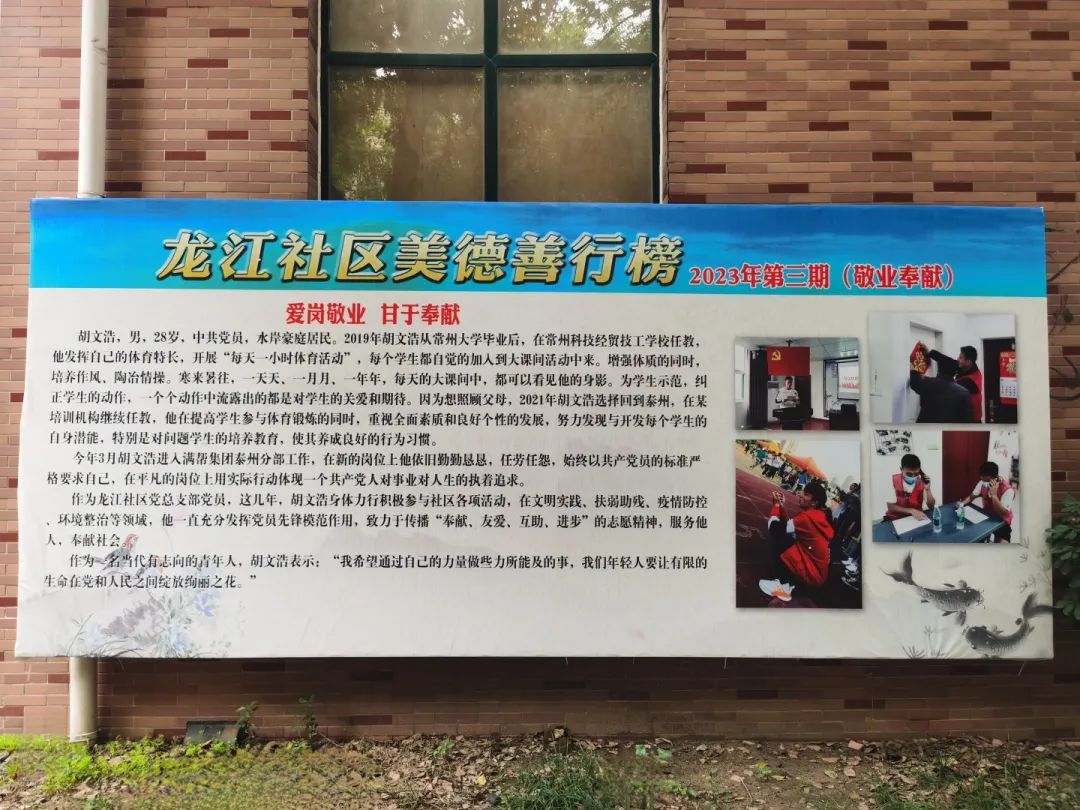 龙江社区美德善行榜 2023年第三期（敬业奉献）
爱岗敬业 甘于奉献
胡文浩，男，28岁，中共党员，水岸豪庭居民。2019年胡文浩从常州大学毕业后，在常州科技经贸技工学校任教，
他发挥自己的体育特长，开展“每天一小时体育活动”，每个学生都自觉的加入到大课间活动中来。增强体质的同时，
培养作风、陶冶情操。寒来暑往，一天天、一月月、一年年，每天的大课间中，都可以看见他的身影。为学生示范，纠
正学生的动作，一个个动作中流露出的都是对学生的关爱和期待。因为想照顾父母，2021年胡文浩选择回到泰州，在某
培训机构继续任教，他在提高学生参与体育锻炼的同时，重视全面素质和良好个性的发展，努力发现与开发每个学生的
自身潜能，特别是对问题学生的培养教育，使其养成良好的行为习惯。
今年3月胡文浩进入满帮集团泰州分部工作，在新的岗位上他依旧勤勤恳恳，任劳任怨，始终以共产党员的标准严
格要求自己，在平凡的岗位上用实际行动体现一个共产党人对事业对人生的执着追求。
作为龙江社区党总支部党员，这几年，胡文浩身体力行积极参与社区各项活动，在文明实践、扶弱助残、疫情防控
、环境整治等领域，他一直充分发挥党员先锋模范作用，致力于传播“奉献、友爱、互助、进步”的志愿精神，服务他
人，奉献社会。
作为一名当代有志向的青年人，胡文浩表示：“我希望通过自己的力量做些力所能及的事，我们年轻人要让有限的
生命在党和人民之间绽放绚丽之花。”